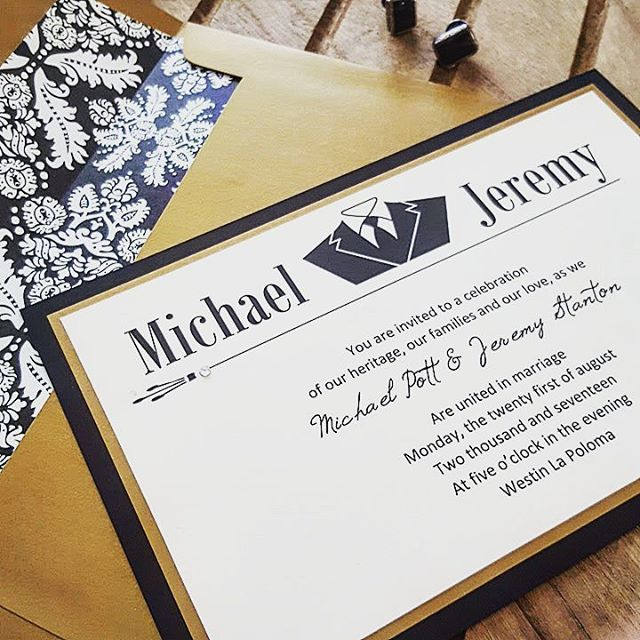 Michael Jeremy
You are invited to a celebration
of our heritage, our families and our love, as we
Michael Pott & Jeremy Stanton
Are united in marriage
Monday, the twenty first of august
Two thousand and seventeen
At five o'clock in the evening
Westin La Poloma